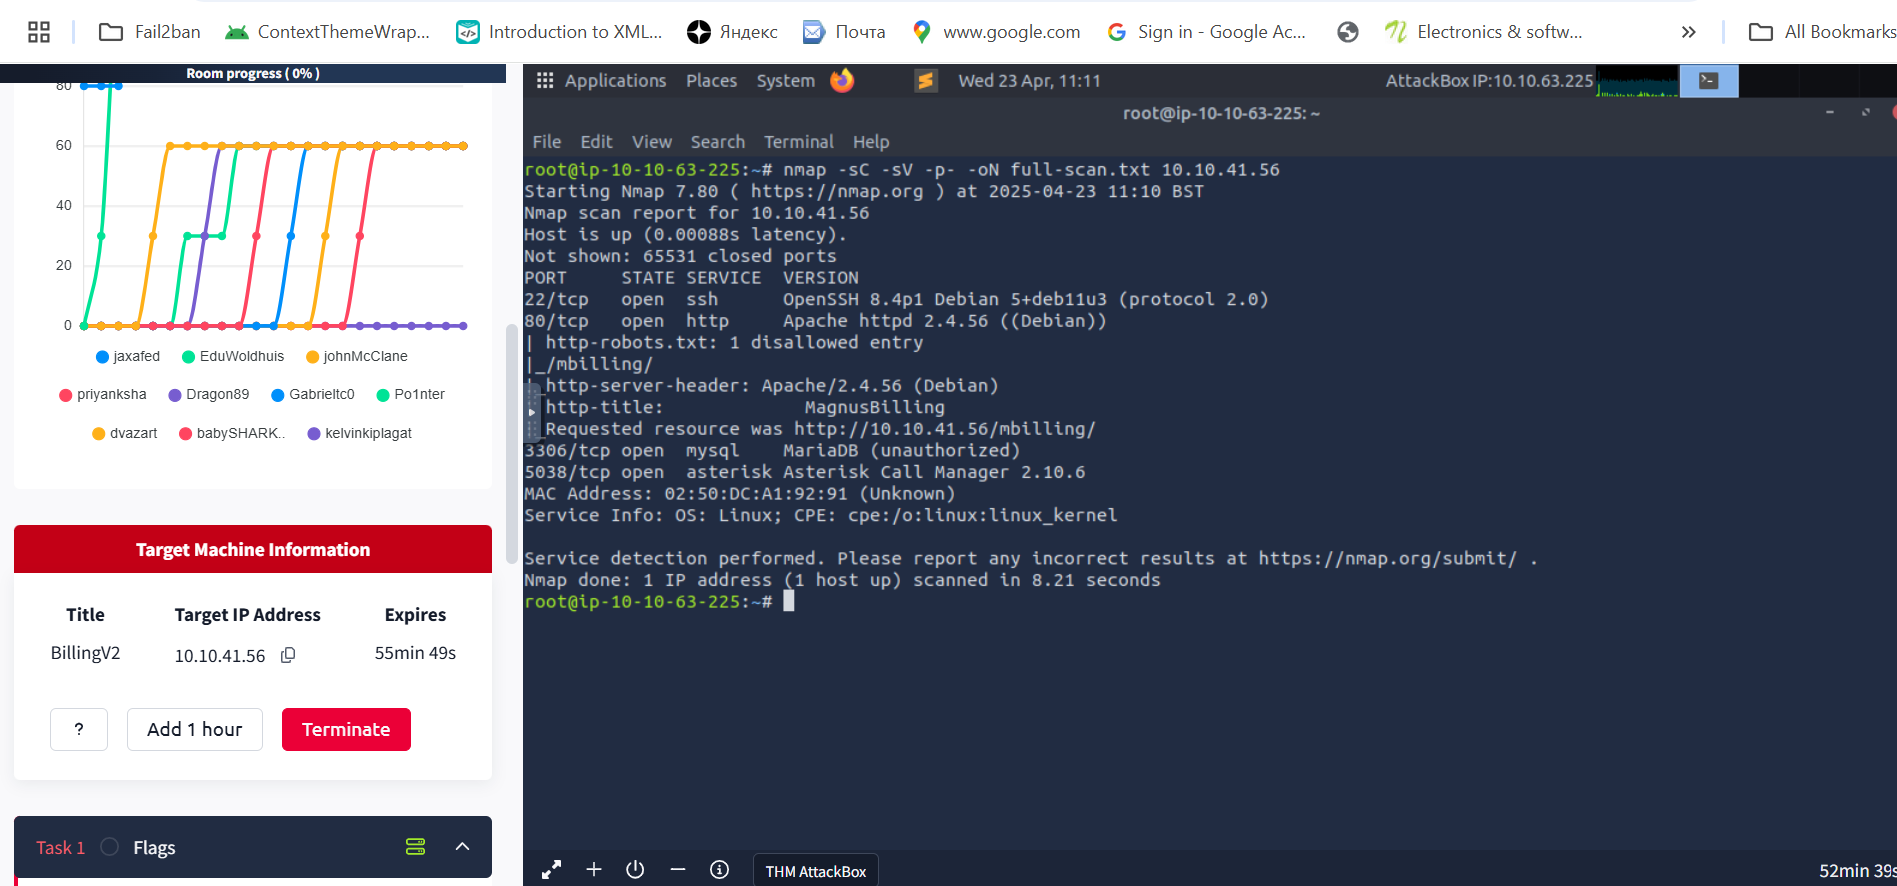 Fail2ban
ContextThemeWrap...
Introduction to XML...
Яндекс
Почта
www.google.com
Sign in - Google Ac...
Electronics & softw...
»
All Bookmarks
Room progress ( 0% )
80
60
40
20
0
jaxafed
EduWoldhuis
johnMcClane
priyanksha
Dragon89
Gabrieltc0
Po1nter
dvazart
babySHARK..
kelvinkiplagat
Target Machine Information
Title
Target IP Address
Expires
BillingV2
10.10.41.56
55min 49s
?
Add 1 hour
Terminate
Task 1
Flags
Applications Places System
Wed 23 Apr, 11:11
AttackBox IP:10.10.63.225
root@ip-10-10-63-225: ~
File Edit View Search Terminal Help
root@ip-10-10-63-225:~# nmap -sC -sV -p- -oN full-scan.txt 10.10.41.56
Starting Nmap 7.80 ( https://nmap.org ) at 2025-04-23 11:10 BST
Nmap scan report for 10.10.41.56
Host is up (0.00088s latency).
Not shown: 65531 closed ports
PORT     STATE SERVICE  VERSION
22/tcp   open  ssh      OpenSSH 8.4p1 Debian 5+deb11u3 (protocol 2.0)
80/tcp   open  http     Apache httpd 2.4.56 ((Debian))
| http-robots.txt: 1 disallowed entry
|_/mbilling/
|_http-server-header: Apache/2.4.56 (Debian)
http-title:             MagnusBilling
_Requested resource was http://10.10.41.56/mbilling/
3306/tcp open  mysql    MariaDB (unauthorized)
5038/tcp open  asterisk Asterisk Call Manager 2.10.6
MAC Address: 02:50:DC:A1:92:91 (Unknown)
Service Info: OS: Linux; CPE: cpe:/o:linux:linux_kernel
Service detection performed. Please report any incorrect results at https://nmap.org/submit/ .
Nmap done: 1 IP address (1 host up) scanned in 8.21 seconds
root@ip-10-10-63-225:~#
THM AttackBox
52min 39s